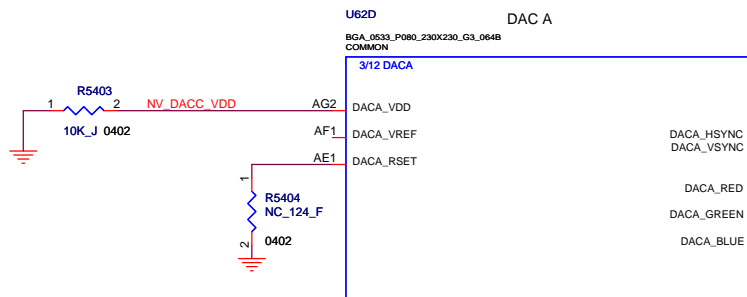 U62D
DAC A
BGA_0533_P080_230X230_G3_064B
COMMON
3/12 DACA
R5403
1
2
NV_DACC_VDD
AG2
DACA_VDD
10K_J 0402
AF1
DACA_VREF
DACA_HSYNC
DACA_VSYNC
AE1
DACA_RSET
1
R5404
NC_124_F
2
0402
DACA_RED
DACA_GREEN
DACA_BLUE